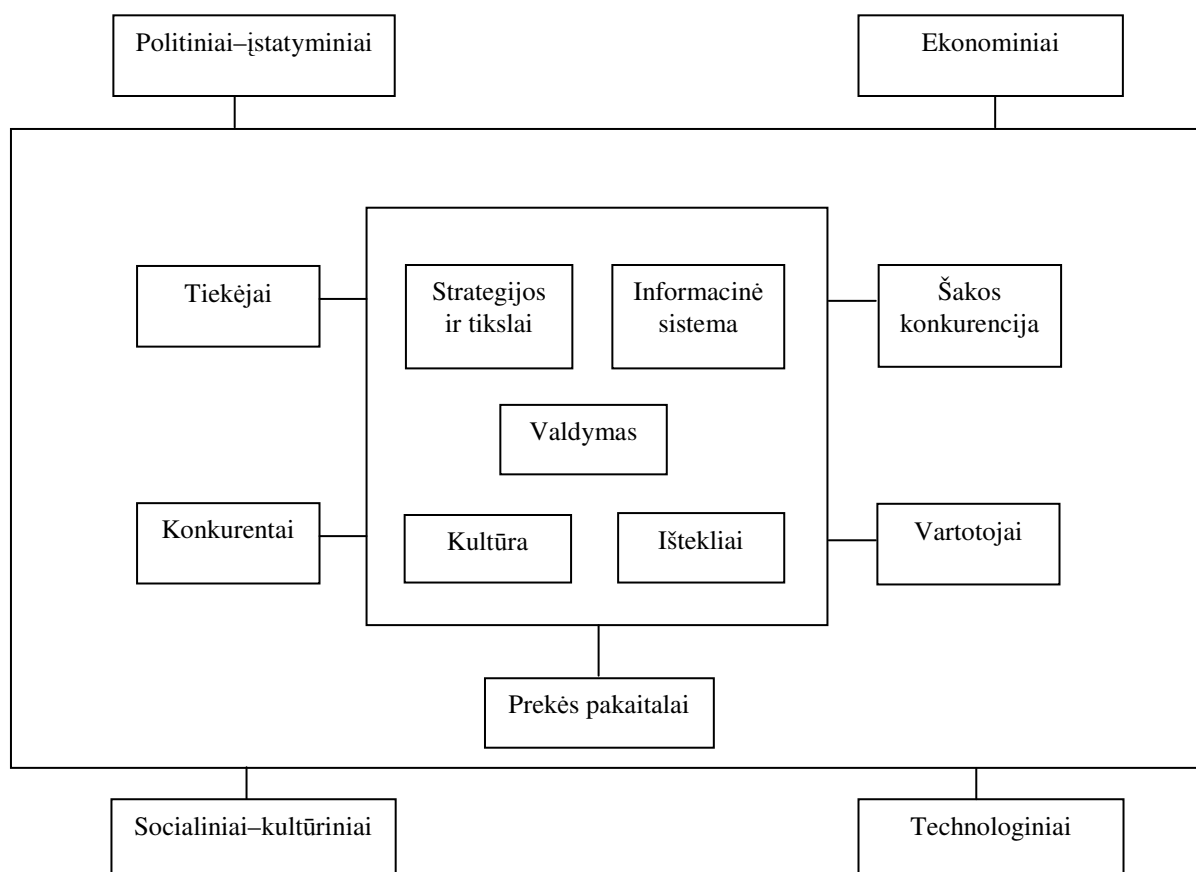 Politiniai–įstatyminiai
Ekonominiai
Tiekėjai
Strategijos
ir tikslai
Informacinė
sistema
Šakos
konkurencija
Valdymas
Konkurentai
Kultūra
Ištekliai
Vartotojai
Prekės pakaitalai
Socialiniai–kultūriniai
Technologiniai